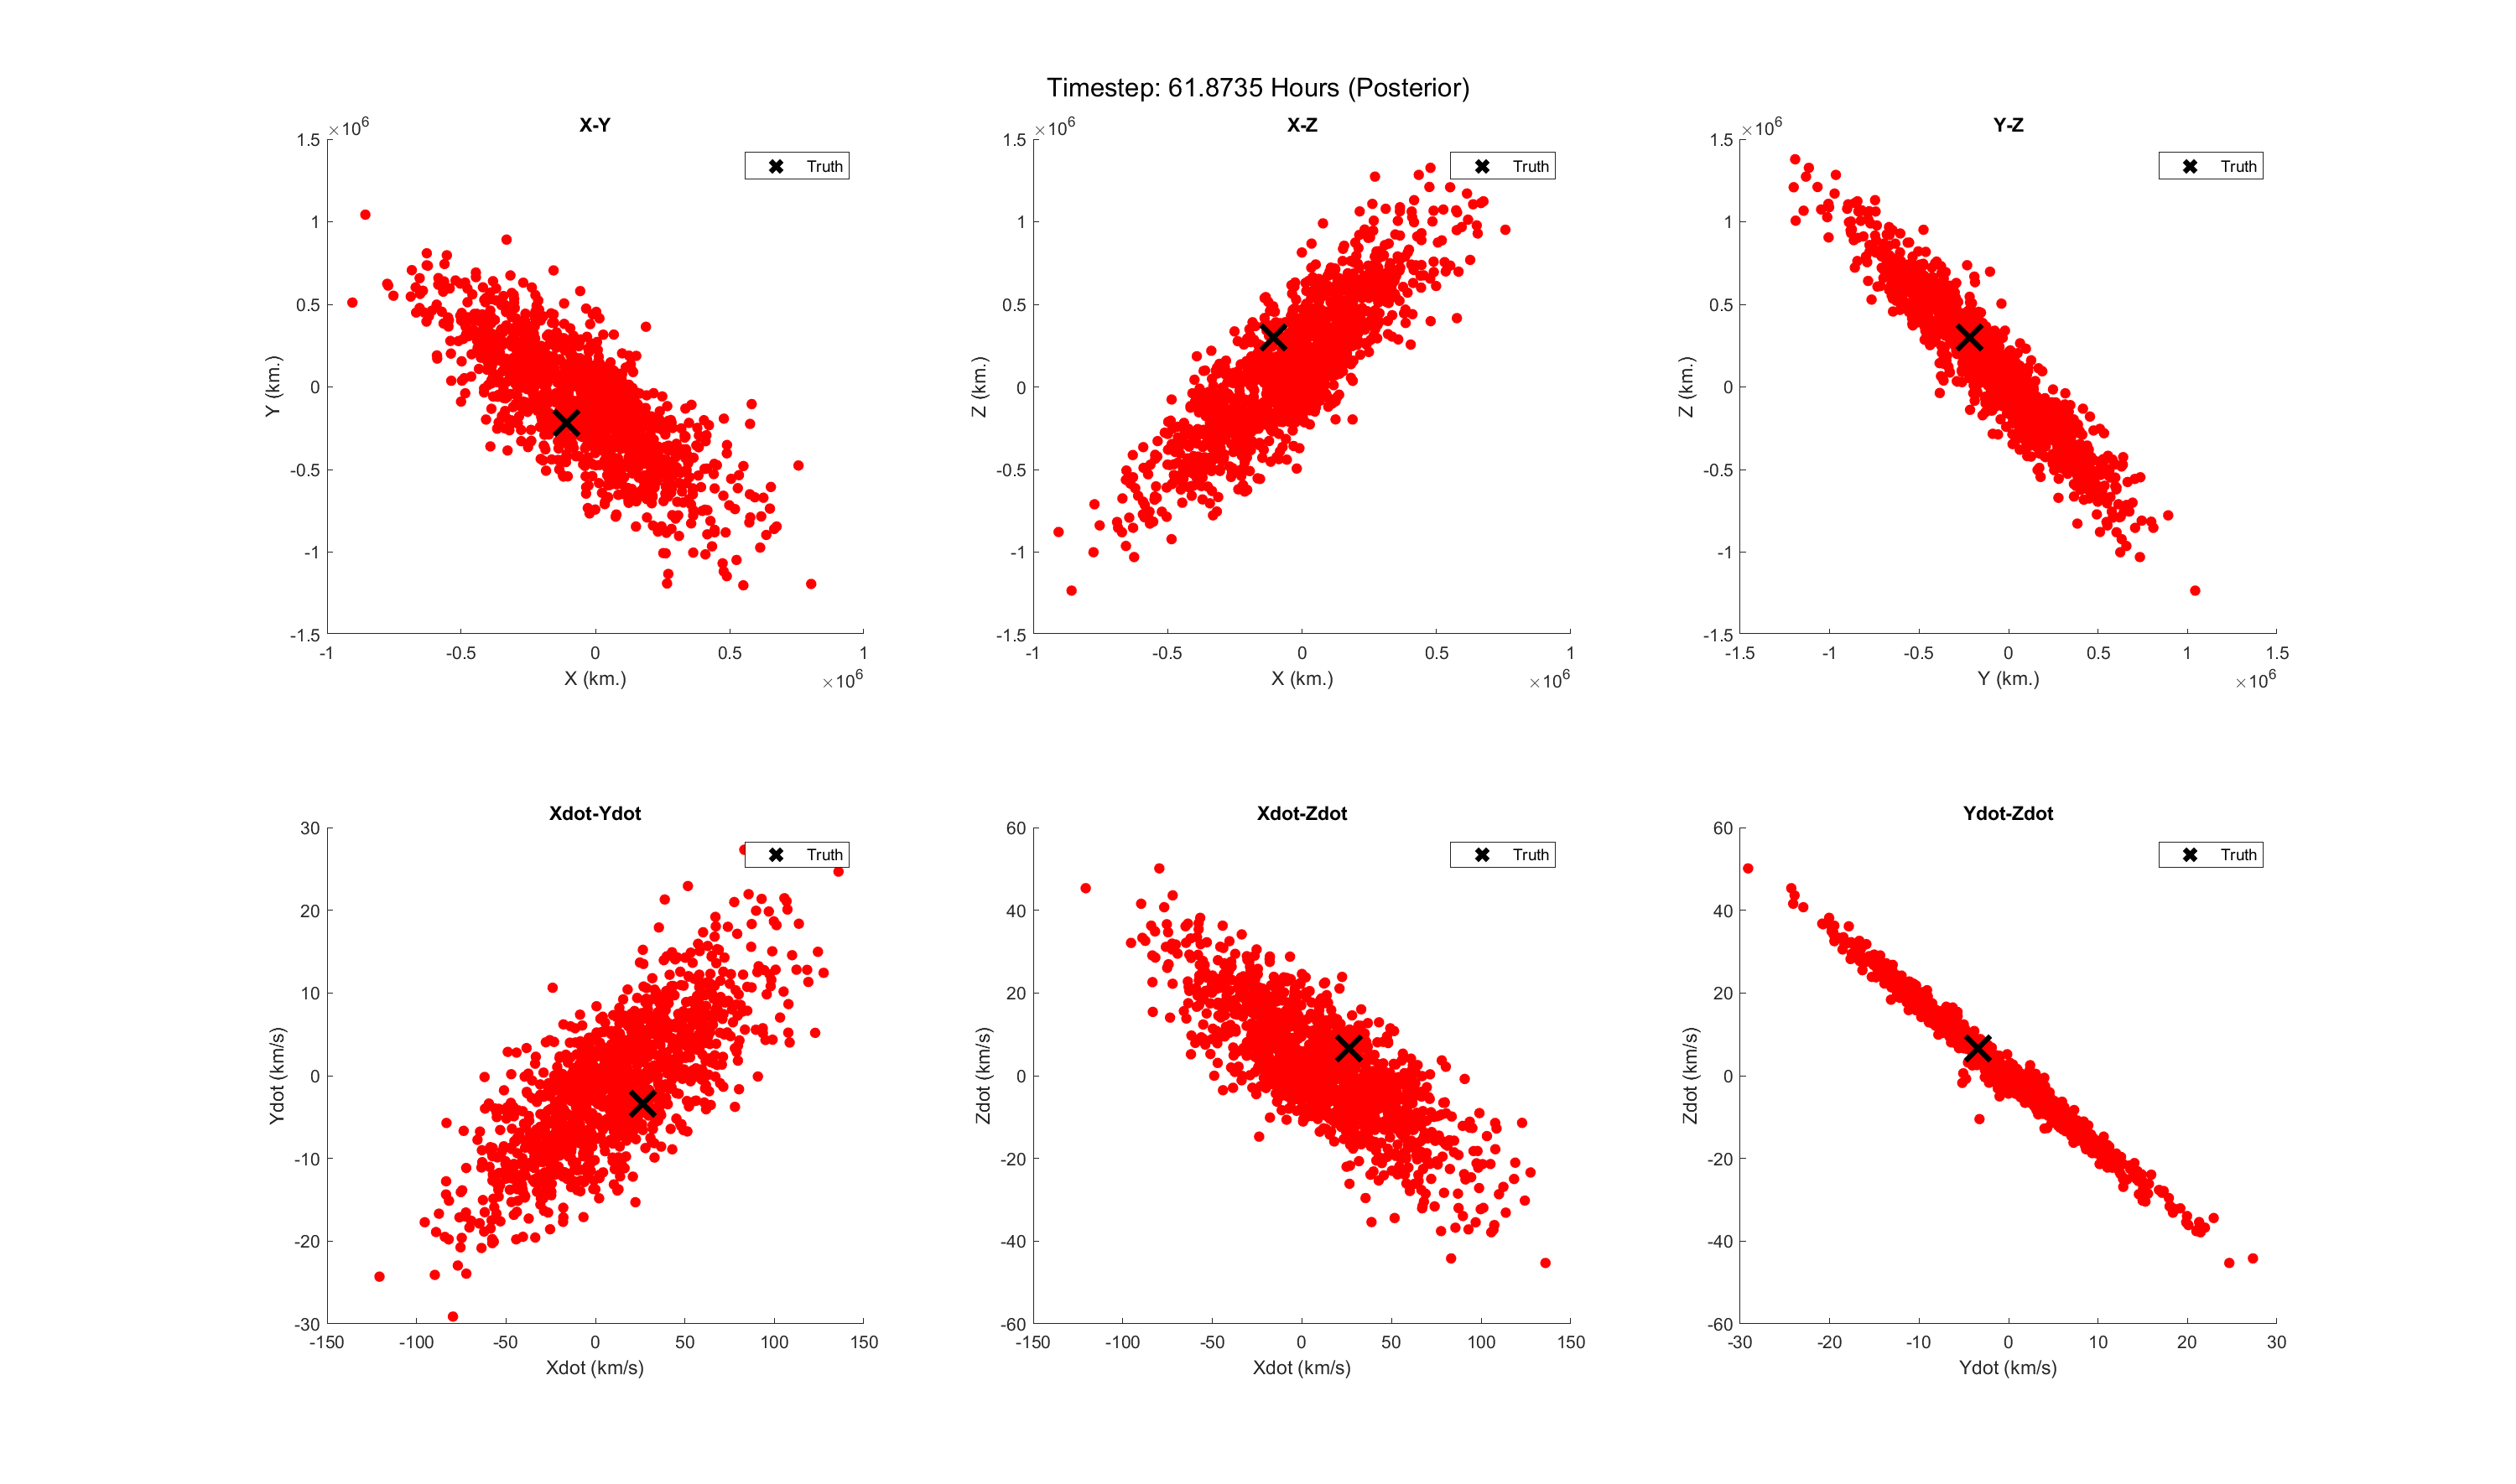 Timestep: 61.8735 Hours (Posterior)
X-Y
×10^6
1.5
1
0.5
0
-0.5
-1
-1.5
Y (km.)
Truth
-1 -0.5 0 0.5 1
X (km.)
×10^6
X-Z
×10^6
1.5
1
0.5
0
-0.5
-1
-1.5
Z (km.)
Truth
-1 -0.5 0 0.5 1
X (km.)
×10^6
Y-Z
×10^6
1.5
1
0.5
0
-0.5
-1
-1.5
Z (km.)
Truth
-1.5 -1 -0.5 0 0.5 1 1.5
Y (km.)
×10^6
Xdot-Ydot
30
20
10
0
-10
-20
-30
Ydot (km/s)
Truth
-150 -100 -50 0 50 100 150
Xdot (km/s)
Xdot-Zdot
60
40
20
0
-20
-40
-60
Zdot (km/s)
Truth
-150 -100 -50 0 50 100 150
Xdot (km/s)
Ydot-Zdot
60
40
20
0
-20
-40
-60
Zdot (km/s)
Truth
-30 -20 -10 0 10 20 30
Ydot (km/s)